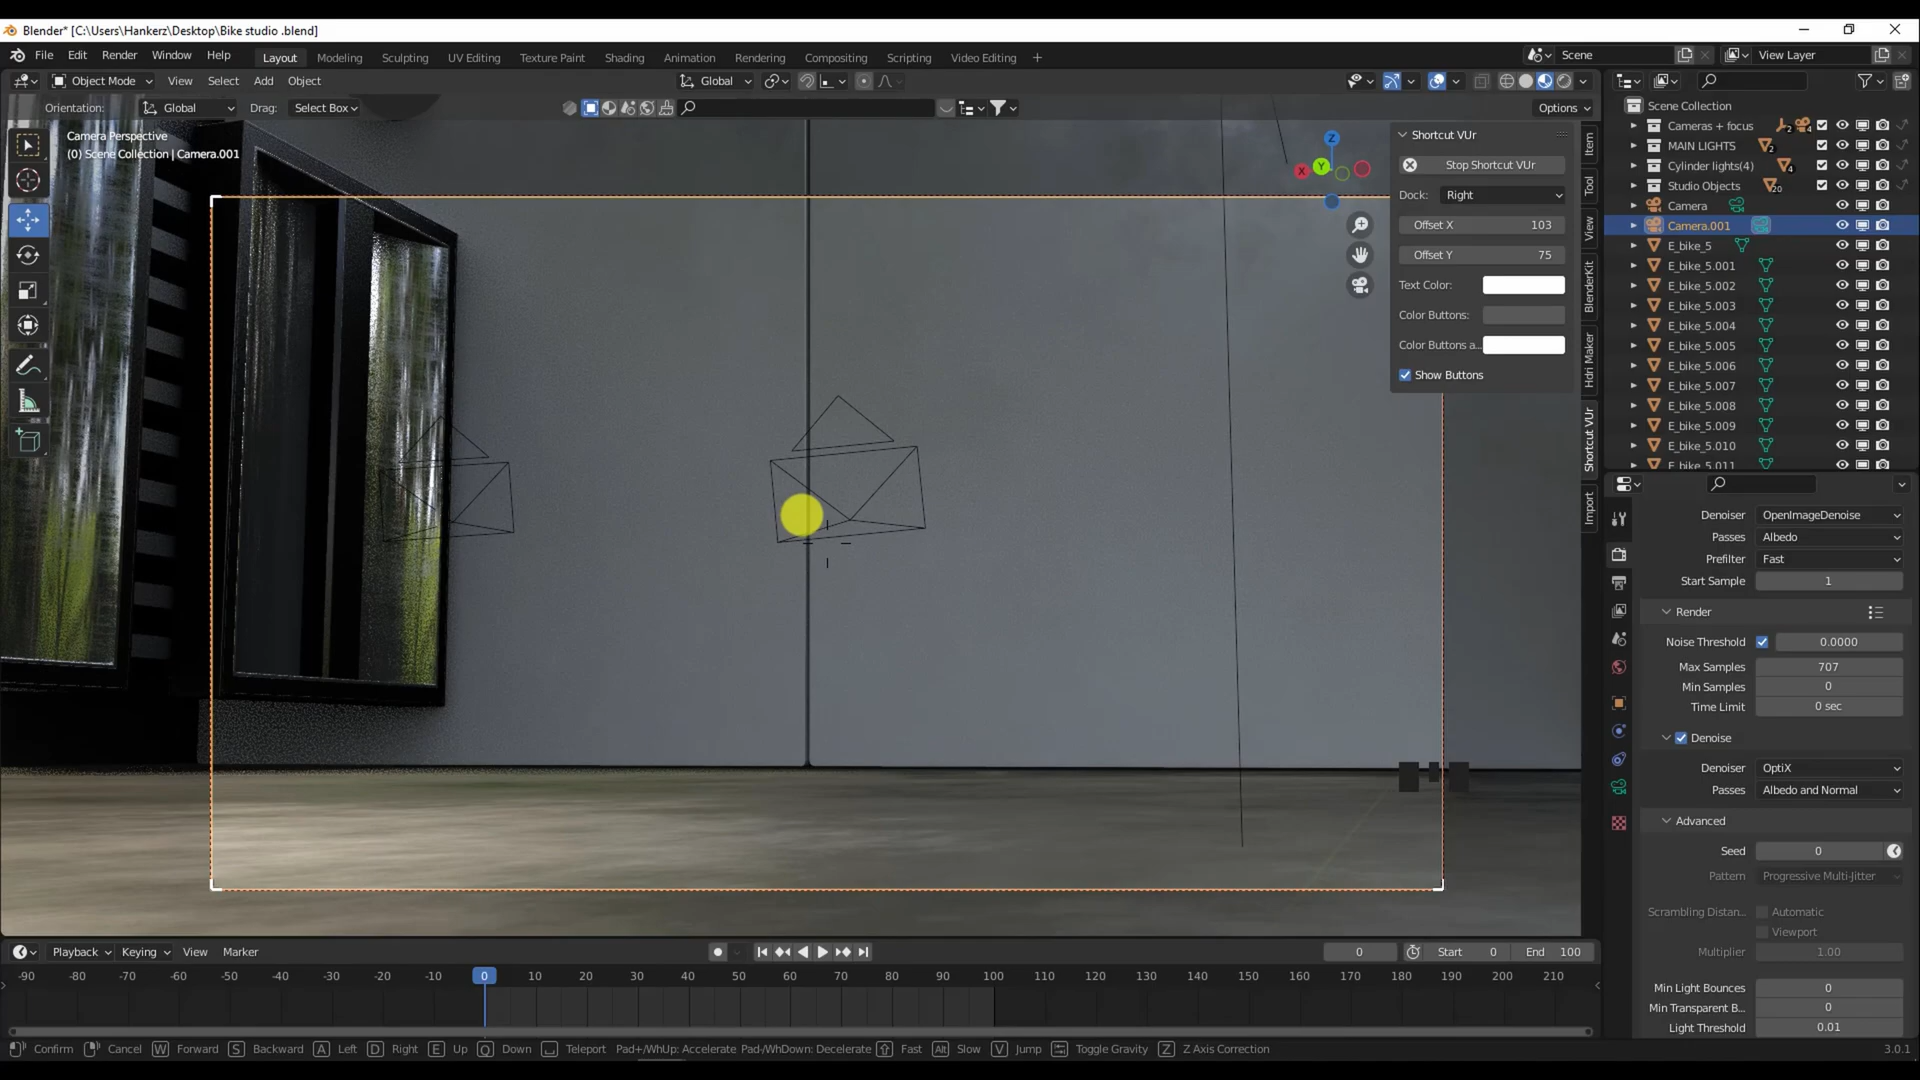 Blender* [C:\Users\Hankerz\Desktop\Bike studio .blend]
File Edit Render Window Help Layout Modeling Sculpting UV Editing Texture Paint Shading Animation Rendering Compositing Scripting Video Editing + Scene View Layer
Object Mode View Select Add Object Global
Orientation: Global Drag: Select Box Options
Camera Perspective
(0) Scene Collection | Camera.001
Z
Y
X
Shortcut VUr
Stop Shortcut VUr
Dock: Right
Offset X 103
Offset Y 75
Text Color:
Color Buttons:
Color Buttons a...
Show Buttons
Item
Tool
View
BlenderKit
Hdri Maker
Shortcut VUr
Import
Scene Collection
Cameras + focus 2 4
MAIN LIGHTS 2
Cylinder lights(4) 4
Studio Objects 20
Camera
Camera.001
E_bike_5
E_bike_5.001
E_bike_5.002
E_bike_5.003
E_bike_5.004
E_bike_5.005
E_bike_5.006
E_bike_5.007
E_bike_5.008
E_bike_5.009
E_bike_5.010
E_bike_5.011
Denoiser OpenImageDenoise
Passes Albedo
Prefilter Fast
Start Sample 1
Render
Noise Threshold 0.0000
Max Samples 707
Min Samples 0
Time Limit 0 sec
Denoise
Denoiser OptiX
Passes Albedo and Normal
Advanced
Seed 0
Pattern Progressive Multi-Jitter
Scrambling Distan... Automatic
Viewport
Multiplier 1.00
Min Light Bounces 0
Min Transparent B... 0
Light Threshold 0.01
Playback Keying View Marker 0 Start 0 End 100
-90 -80 -70 -60 -50 -40 -30 -20 -10 0 10 20 30 40 50 60 70 80 90 100 110 120 130 140 150 160 170 180 190 200 210
Confirm Cancel W Forward S Backward A Left D Right E Up Q Down Teleport Pad+/WhUp: Accelerate Pad-/WhDown: Decelerate Fast Alt Slow V Jump Toggle Gravity Z Z Axis Correction 3.0.1